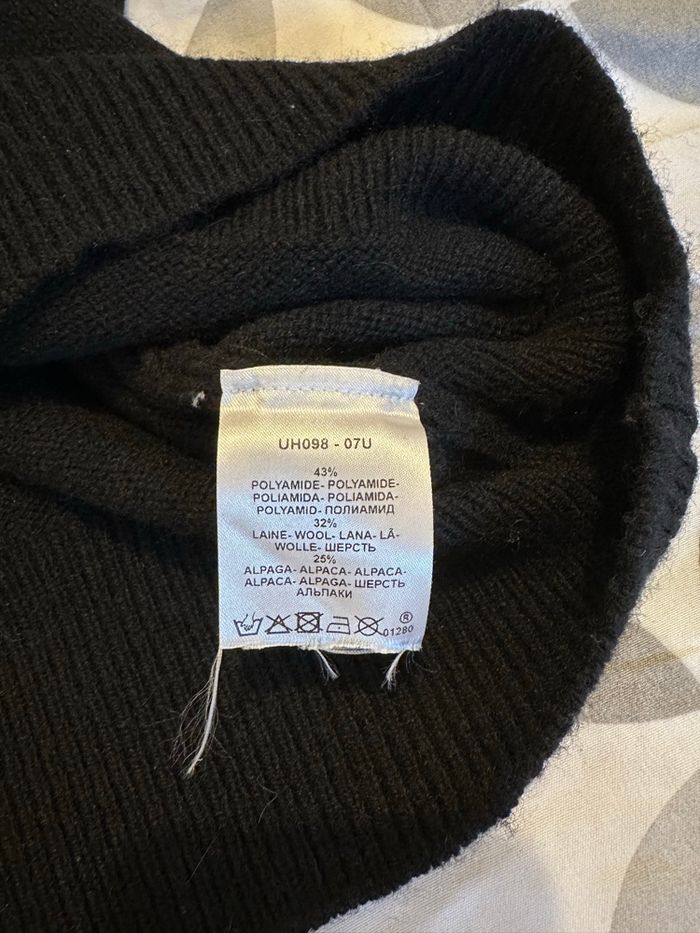 UH098 - 07U
43%
POLYAMIDE- POLYAMIDE-
POLIAMIDA- POLIAMIDA-
POLYAMID- ПОЛИАМИД
32%
LAINE- WOOL- LANA- LÃ-
WOLLE- ШЕРСТЬ
25%
ALPAGA- ALPACA- ALPACA-
ALPACA- ALPAGA- ШЕРСТЬ
АЛЬПАКИ
®
01280